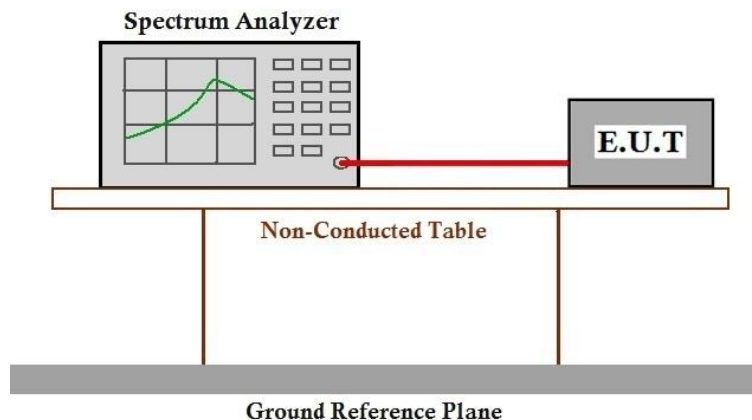 Spectrum Analyzer
E.U.T
Non-Conducted Table
Ground Reference Plane